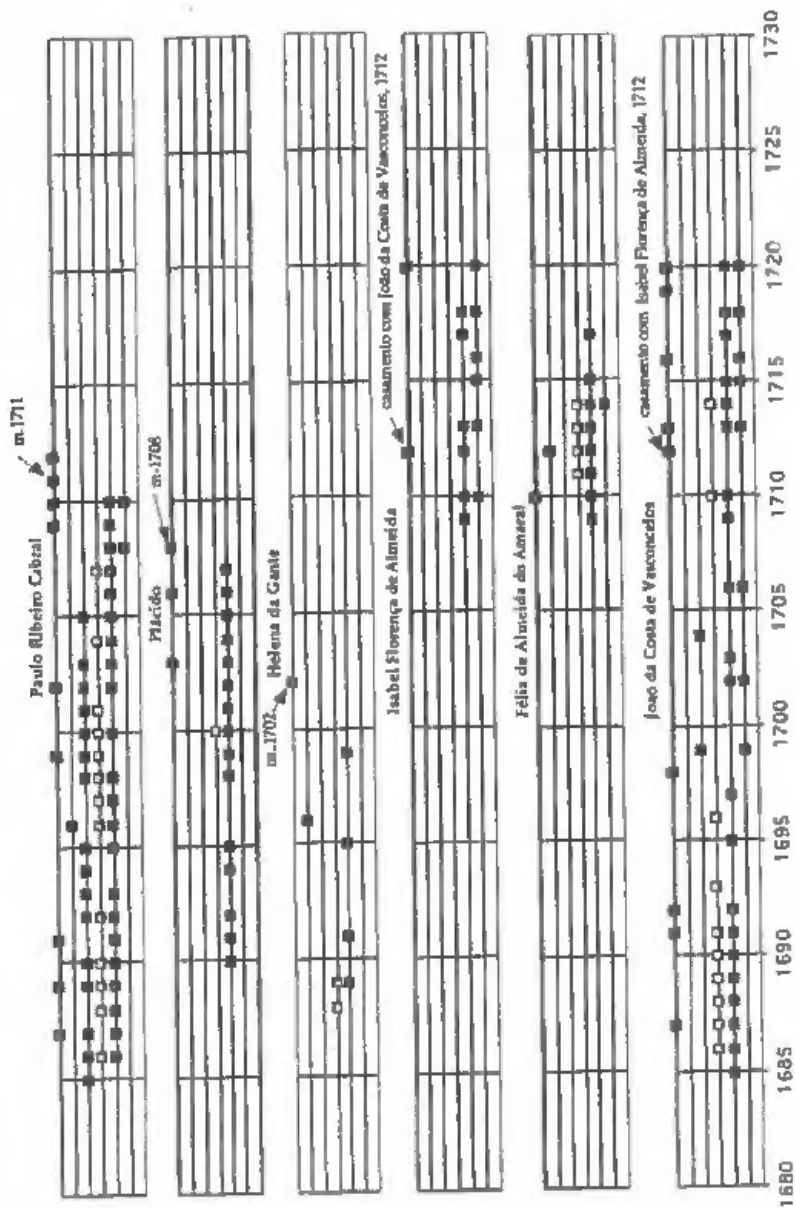 Paulo Ribeiro Cabral
m-1711
Plácido
m-1708
m-1702
Helena da Gante
Isabel Florença de Almeida
casamento com João da Costa de Vasconcelos, 1712
Félia de Almeida do Amaral
João da Costa de Vasconcelos
casamento com Isabel Florença de Almeida, 1712
1680 1685 1690 1695 1700 1705 1710 1715 1720 1725 1730